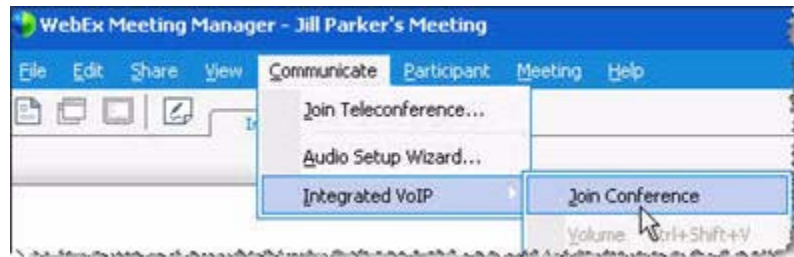 WebEx Meeting Manager - Jill Parker's Meeting
File Edit Share View Communicate Participant Meeting Help
Join Teleconference...
Audio Setup Wizard...
Integrated VoIP
Join Conference
Volume Ctrl+Shift+V